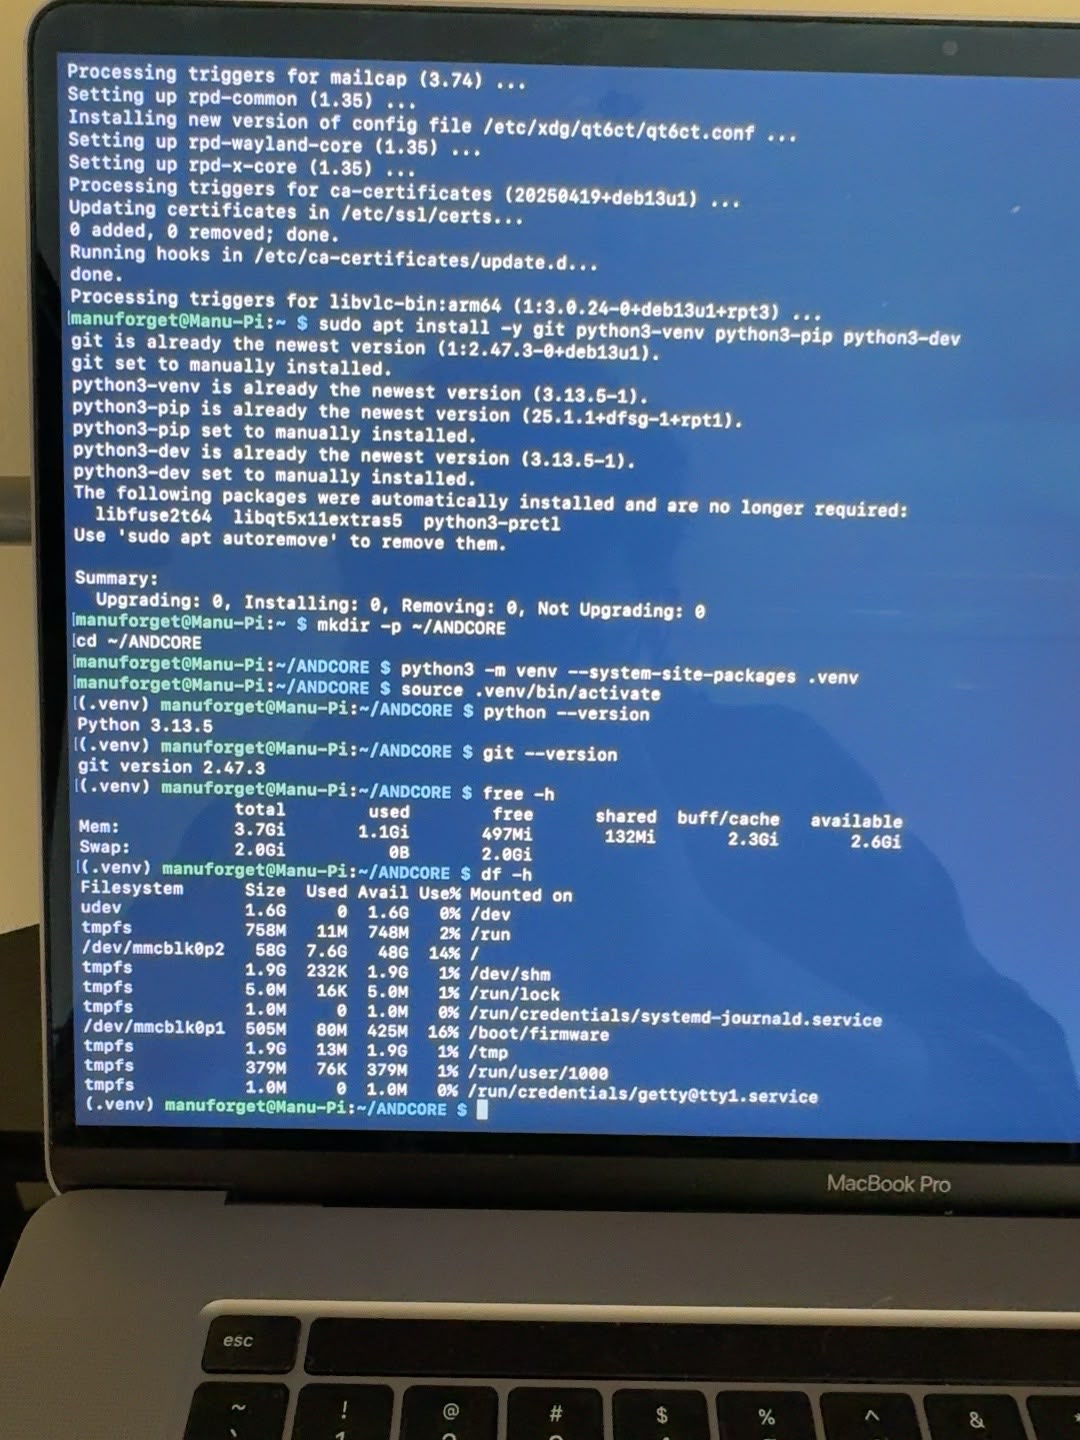 Processing triggers for mailcap (3.74) ...
Setting up rpd-common (1.35) ...
Installing new version of config file /etc/xdg/qt6ct/qt6ct.conf ...
Setting up rpd-wayland-core (1.35) ...
Setting up rpd-x-core (1.35) ...
Processing triggers for ca-certificates (20250419+deb13u1) ...
Updating certificates in /etc/ssl/certs...
0 added, 0 removed; done.
Running hooks in /etc/ca-certificates/update.d...
done.
Processing triggers for libvlc-bin:arm64 (1:3.0.24-0+deb13u1+rpt3) ...
[manuforget@Manu-Pi:~ $ sudo apt install -y git python3-venv python3-pip python3-dev
git is already the newest version (1:2.47.3-0+deb13u1).
git set to manually installed.
python3-venv is already the newest version (3.13.5-1).
python3-pip is already the newest version (25.1.1+dfsg-1+rpt1).
python3-pip set to manually installed.
python3-dev is already the newest version (3.13.5-1).
python3-dev set to manually installed.
The following packages were automatically installed and are no longer required:
  libfuse2t64  libqt5x11extras5  python3-prctl
Use 'sudo apt autoremove' to remove them.

Summary:
  Upgrading: 0, Installing: 0, Removing: 0, Not Upgrading: 0
[manuforget@Manu-Pi:~ $ mkdir -p ~/ANDCORE
[cd ~/ANDCORE
[manuforget@Manu-Pi:~/ANDCORE $ python3 -m venv --system-site-packages .venv
[manuforget@Manu-Pi:~/ANDCORE $ source .venv/bin/activate
[(.venv) manuforget@Manu-Pi:~/ANDCORE $ python --version
Python 3.13.5
[(.venv) manuforget@Manu-Pi:~/ANDCORE $ git --version
git version 2.47.3
[(.venv) manuforget@Manu-Pi:~/ANDCORE $ free -h
total used free shared buff/cache available
Mem: 3.7Gi 1.1Gi 497Mi 132Mi 2.3Gi 2.6Gi
Swap: 2.0Gi 0B 2.0Gi
[(.venv) manuforget@Manu-Pi:~/ANDCORE $ df -h
Filesystem Size Used Avail Use% Mounted on
udev 1.6G 0 1.6G 0% /dev
tmpfs 758M 11M 748M 2% /run
/dev/mmcblk0p2 58G 7.6G 48G 14% /
tmpfs 1.9G 232K 1.9G 1% /dev/shm
tmpfs 5.0M 16K 5.0M 1% /run/lock
tmpfs 1.0M 0 1.0M 0% /run/credentials/systemd-journald.service
/dev/mmcblk0p1 505M 80M 425M 16% /boot/firmware
tmpfs 1.9G 13M 1.9G 1% /tmp
tmpfs 379M 76K 379M 1% /run/user/1000
tmpfs 1.0M 0 1.0M 0% /run/credentials/getty@tty1.service
(.venv) manuforget@Manu-Pi:~/ANDCORE $
MacBook Pro
esc
~ ! @ # $ % ^ &